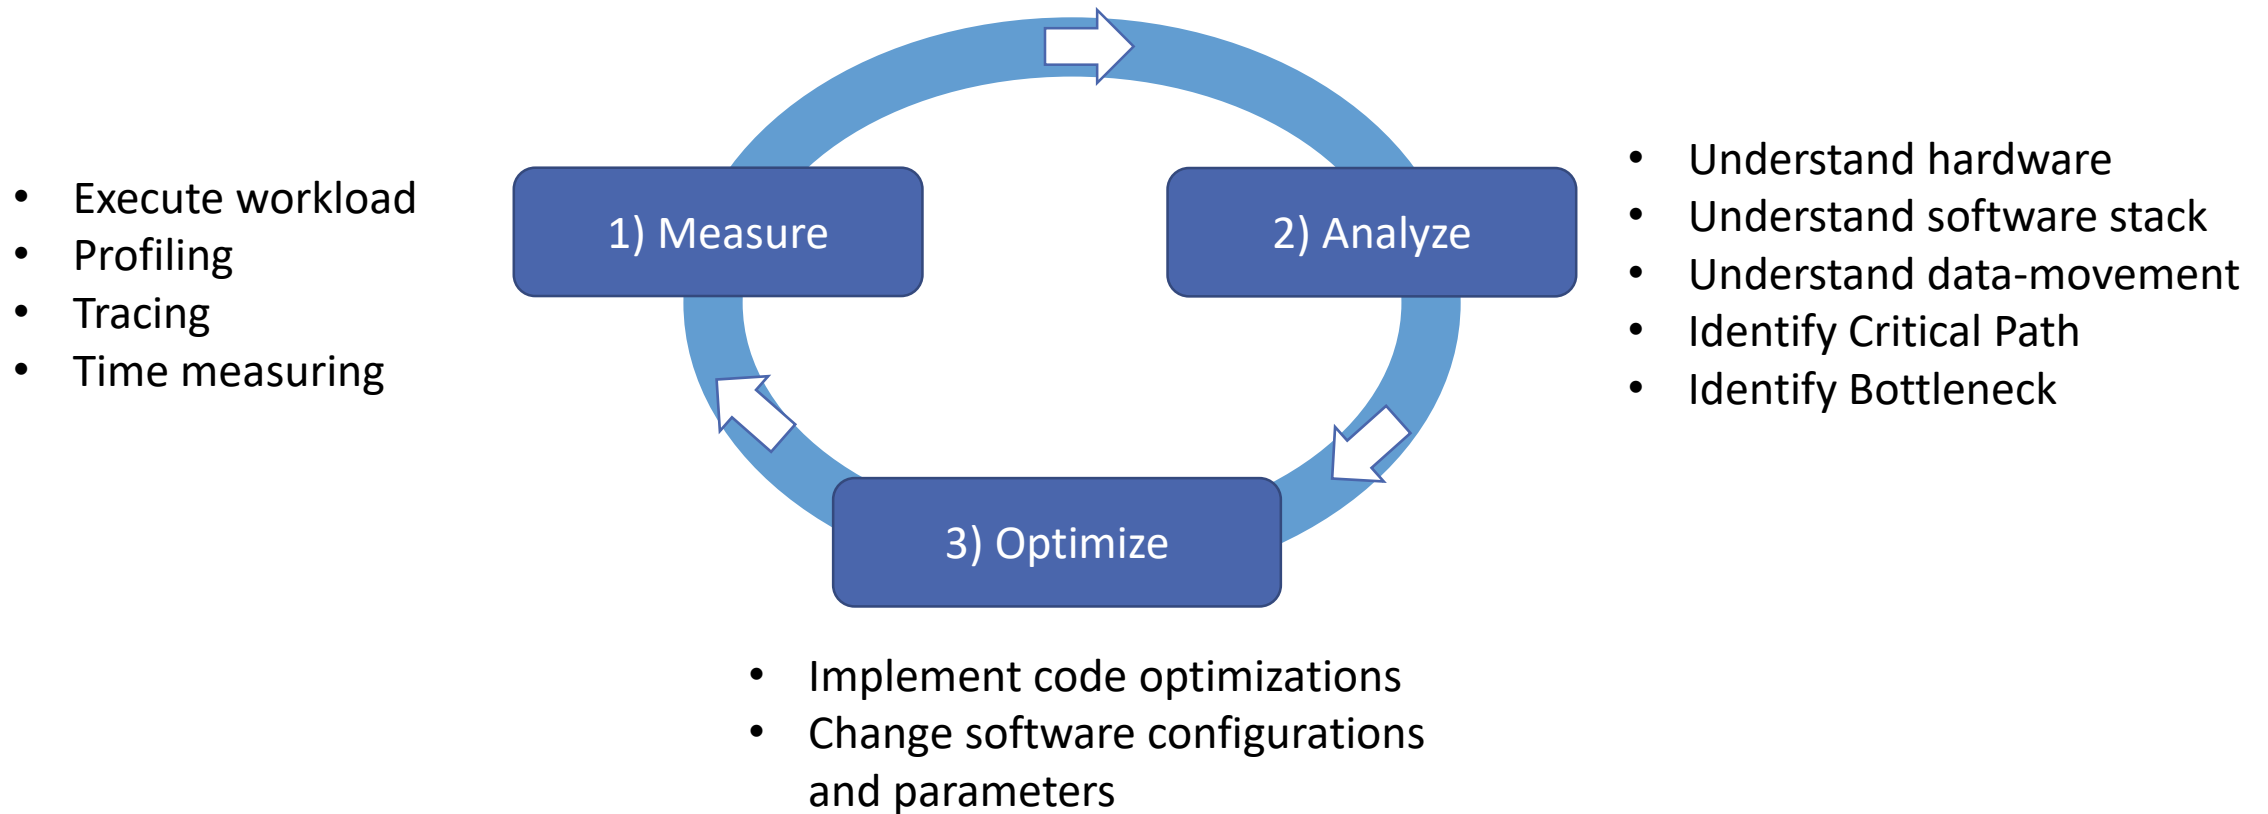 • Execute workload
• Profiling
• Tracing
• Time measuring
1) Measure
2) Analyze
• Understand hardware
• Understand software stack
• Understand data-movement
• Identify Critical Path
• Identify Bottleneck
3) Optimize
• Implement code optimizations
• Change software configurations
and parameters